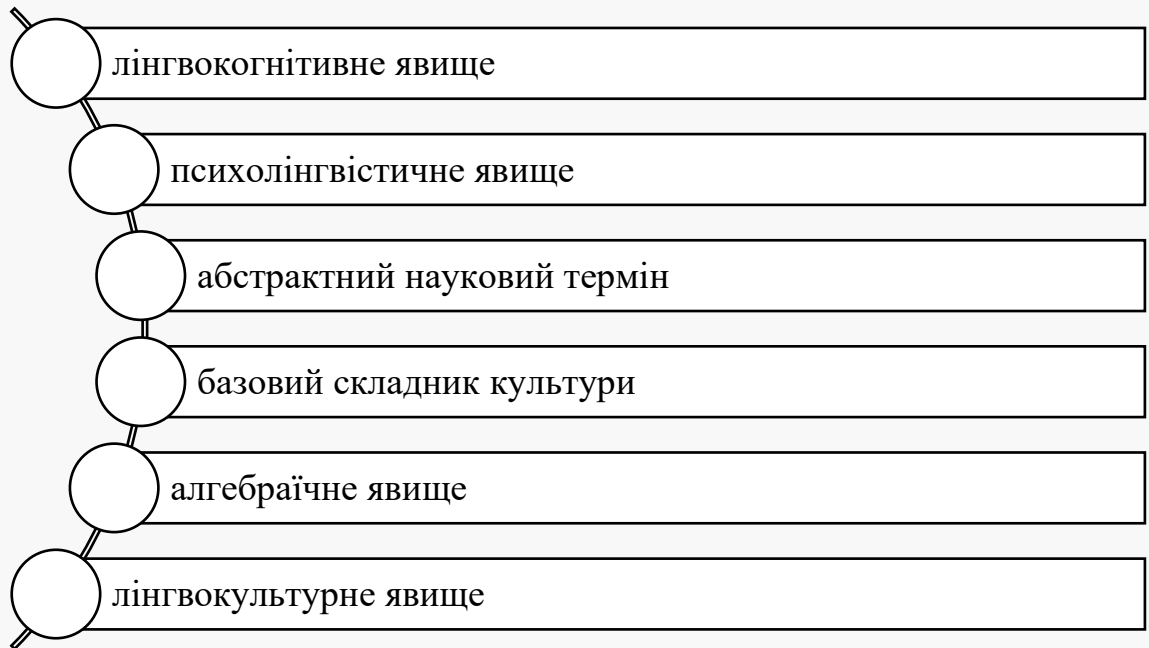 лінгвокогнітивне явище
психолінгвістичне явище
абстрактний науковий термін
базовий складник культури
алгебраїчне явище
лінгвокультурне явище